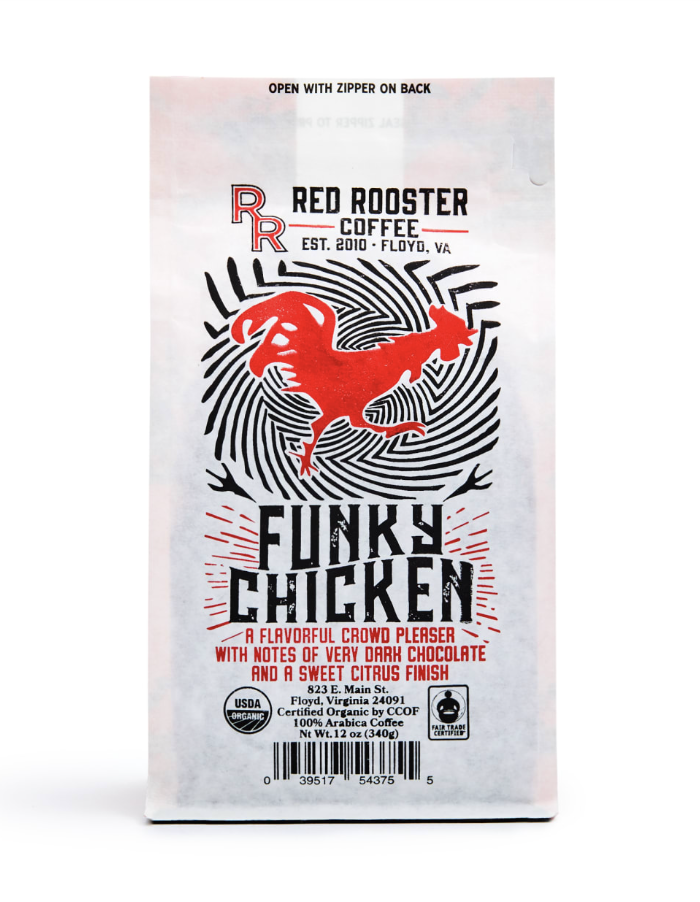 OPEN WITH ZIPPER ON BACK
RR
RED ROOSTER
COFFEE
EST. 2010 · FLOYD, VA
FUNKY
CHICKEN
A FLAVORFUL CROWD PLEASER
WITH NOTES OF VERY DARK CHOCOLATE
AND A SWEET CITRUS FINISH
823 E. Main St.
Floyd, Virginia 24091
Certified Organic by CCOF
100% Arabica Coffee
Nt Wt. 12 oz (340g)
USDA
ORGANIC
FAIR TRADE
CERTIFIED
0 39517 54375 5